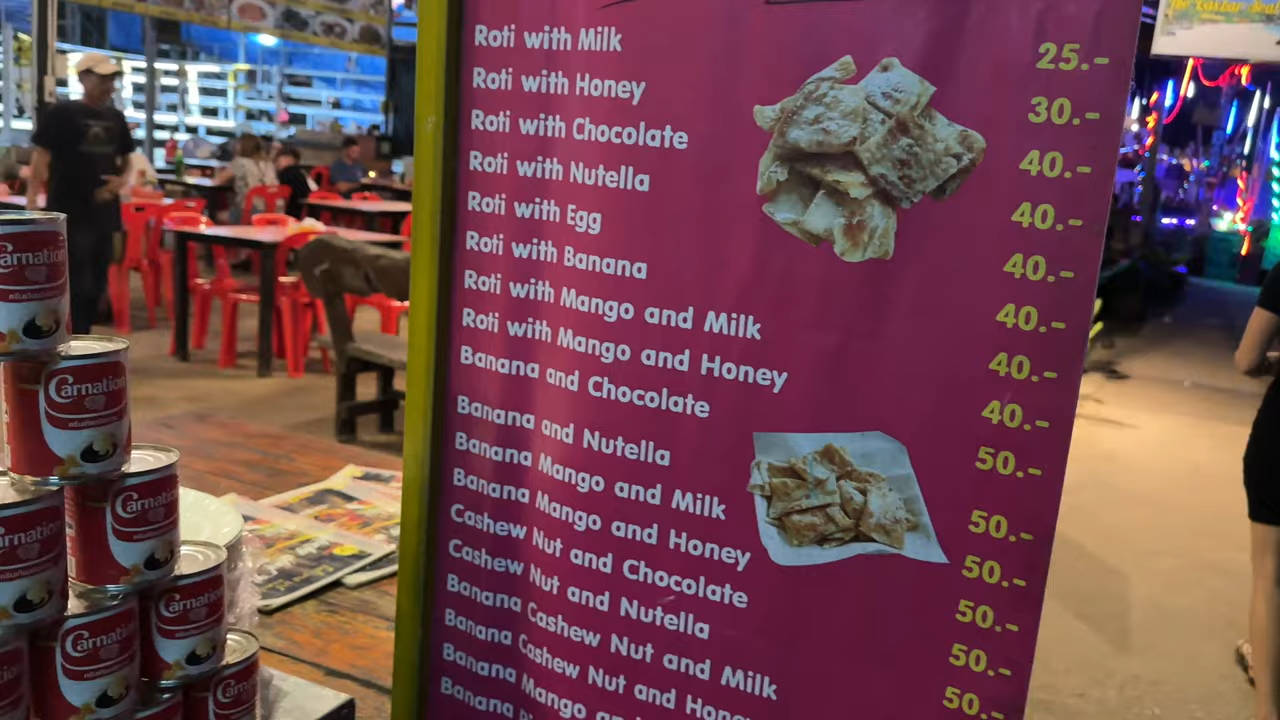 Roti with Milk 25.-
Roti with Honey 30.-
Roti with Chocolate 40.-
Roti with Nutella 40.-
Roti with Egg 40.-
Roti with Banana 40.-
Roti with Mango and Milk 40.-
Roti with Mango and Honey 40.-
Banana and Chocolate 50.-
Banana and Nutella 50.-
Banana Mango and Milk 50.-
Banana Mango and Honey 50.-
Cashew Nut and Chocolate 50.-
Cashew Nut and Nutella 50.-
Banana Cashew Nut and Milk
Banana Cashew Nut and
Banana Mango
Banana
Carnation
Carnation
Carnation
Carnation
Carnation
Carnation